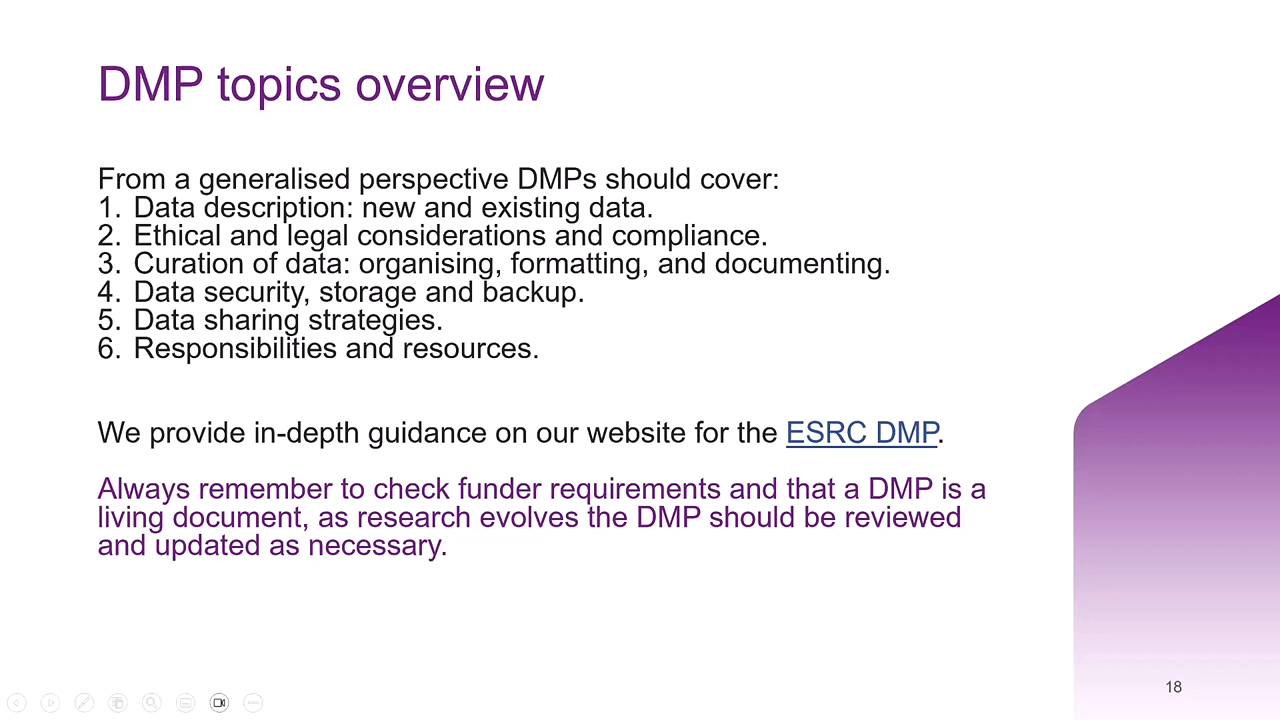 DMP topics overview
From a generalised perspective DMPs should cover:
1. Data description: new and existing data.
2. Ethical and legal considerations and compliance.
3. Curation of data: organising, formatting, and documenting.
4. Data security, storage and backup.
5. Data sharing strategies.
6. Responsibilities and resources.
We provide in-depth guidance on our website for the ESRC DMP.
Always remember to check funder requirements and that a DMP is a
living document, as research evolves the DMP should be reviewed
and updated as necessary.
18